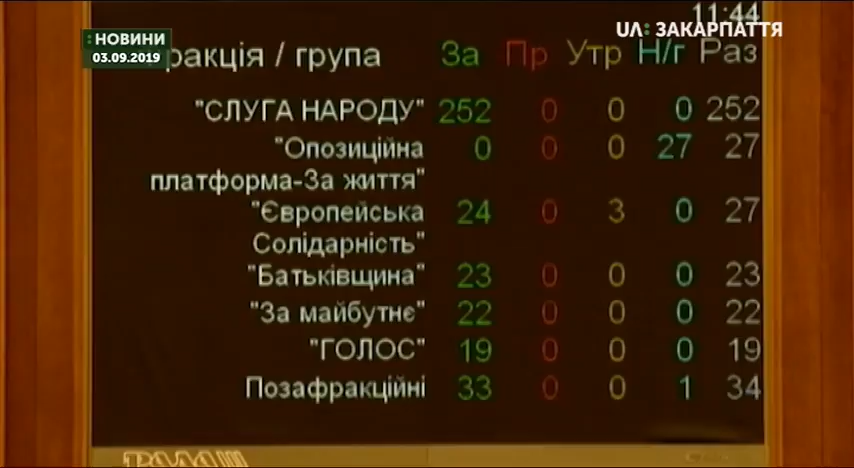 11:44
UA: ЗАКАРПАТТЯ
: НОВИНИ
03.09.2019
ракція / група За Пр Утр Н/г Раз
"СЛУГА НАРОДУ" 252 0 0 0 252
"Опозиційна 0 0 0 27 27
платформа-За життя"
"Європейська 24 0 3 0 27
Солідарність"
"Батьківщина" 23 0 0 0 23
"За майбутнє" 22 0 0 0 22
"ГОЛОС" 19 0 0 0 19
Позафракційні 33 0 0 1 34